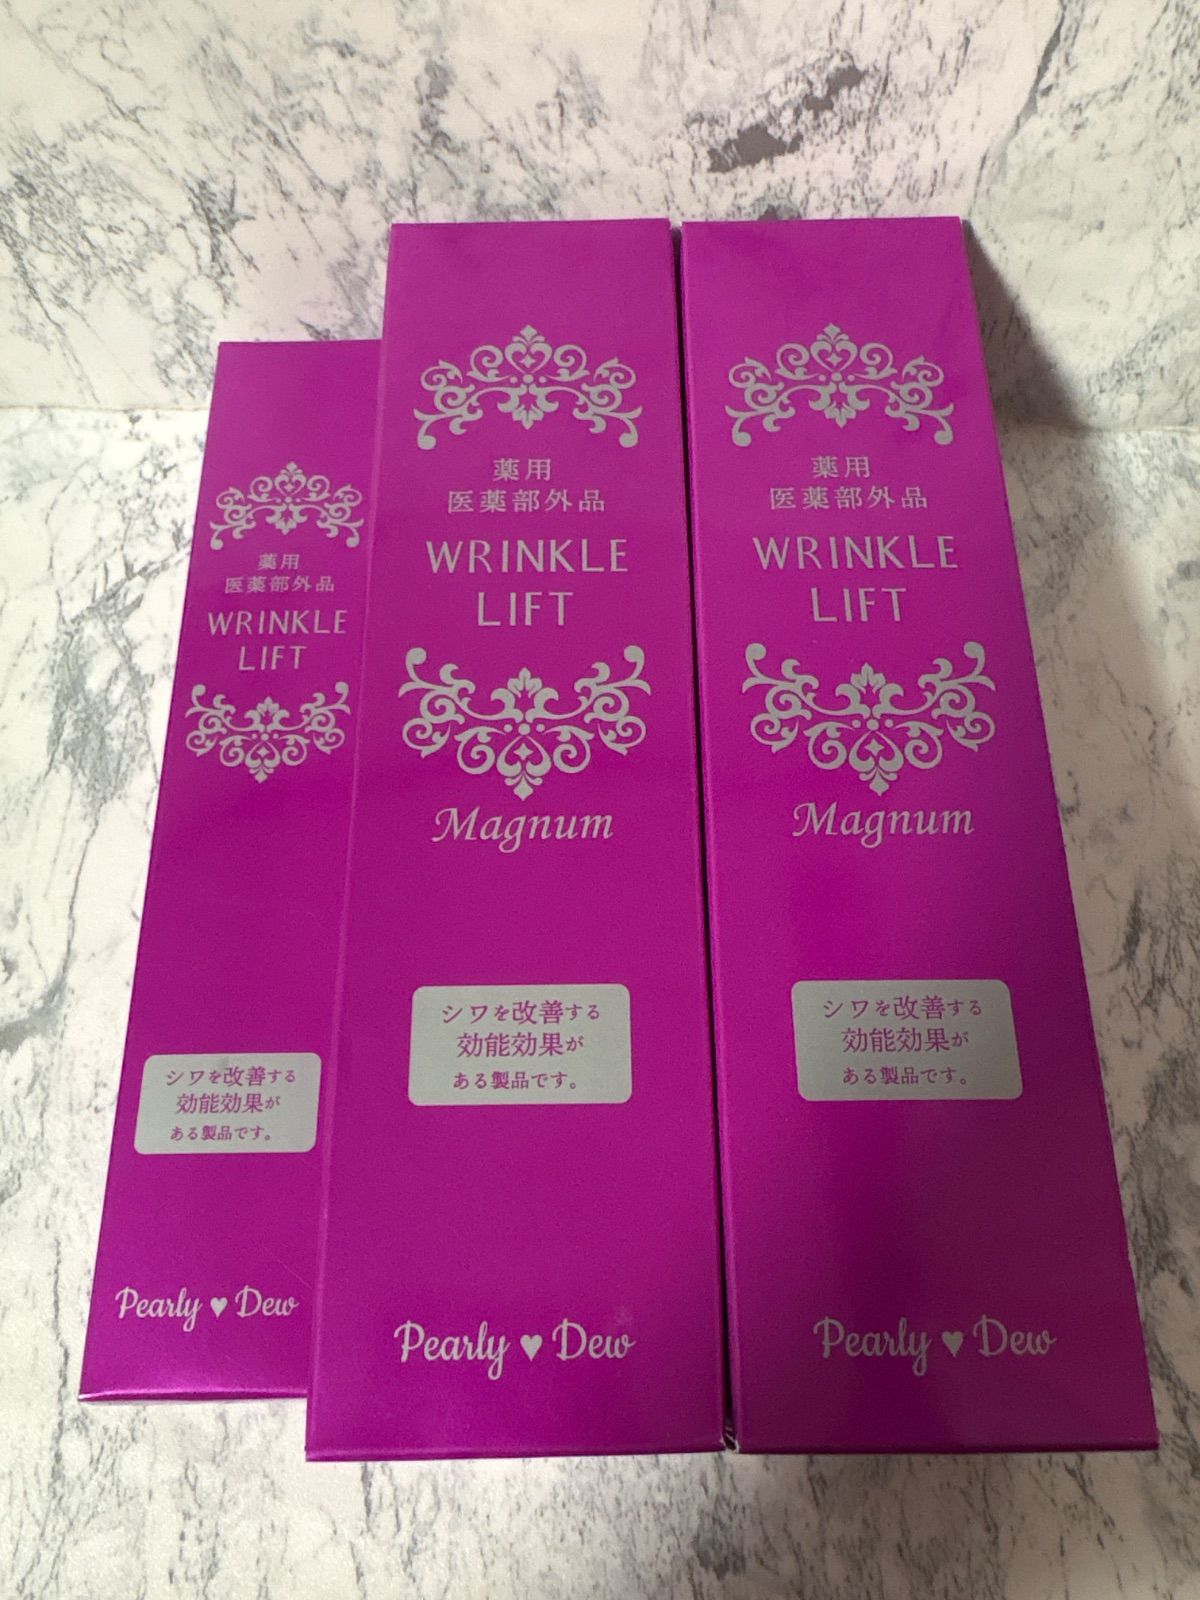 薬用
医薬部外品
WRINKLE
LIFT
シワを改善する
効能効果が
ある製品です。
Pearly ♥ Dew
薬用
医薬部外品
WRINKLE
LIFT
Magnum
シワを改善する
効能効果が
ある製品です。
Pearly ♥ Dew
薬用
医薬部外品
WRINKLE
LIFT
Magnum
シワを改善する
効能効果が
ある製品です。
Pearly ♥ Dew